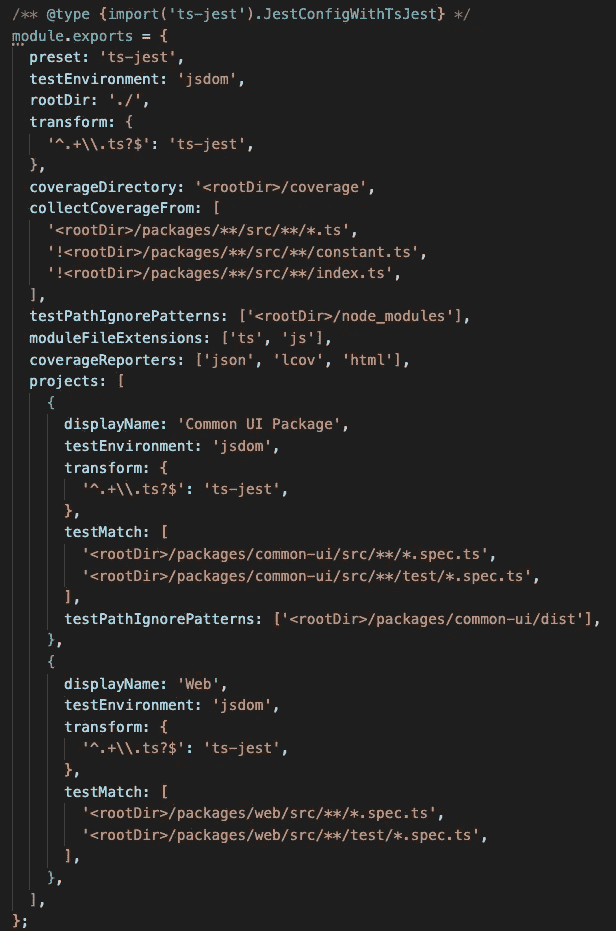 /** @type {import('ts-jest').JestConfigWithTsJest} */
module.exports = {
  preset: 'ts-jest',
  testEnvironment: 'jsdom',
  rootDir: './',
  transform: {
    '^.+\\.ts?$': 'ts-jest',
  },
  coverageDirectory: '<rootDir>/coverage',
  collectCoverageFrom: [
    '<rootDir>/packages/**/src/**/*.ts',
    '!<rootDir>/packages/**/src/**/constant.ts',
    '!<rootDir>/packages/**/src/**/index.ts',
  ],
  testPathIgnorePatterns: ['<rootDir>/node_modules'],
  moduleFileExtensions: ['ts', 'js'],
  coverageReporters: ['json', 'lcov', 'html'],
  projects: [
    {
      displayName: 'Common UI Package',
      testEnvironment: 'jsdom',
      transform: {
        '^.+\\.ts?$': 'ts-jest',
      },
      testMatch: [
        '<rootDir>/packages/common-ui/src/**/*.spec.ts',
        '<rootDir>/packages/common-ui/src/**/test/*.spec.ts',
      ],
      testPathIgnorePatterns: ['<rootDir>/packages/common-ui/dist'],
    },
    {
      displayName: 'Web',
      testEnvironment: 'jsdom',
      transform: {
        '^.+\\.ts?$': 'ts-jest',
      },
      testMatch: [
        '<rootDir>/packages/web/src/**/*.spec.ts',
        '<rootDir>/packages/web/src/**/test/*.spec.ts',
      ],
    },
  ],
};